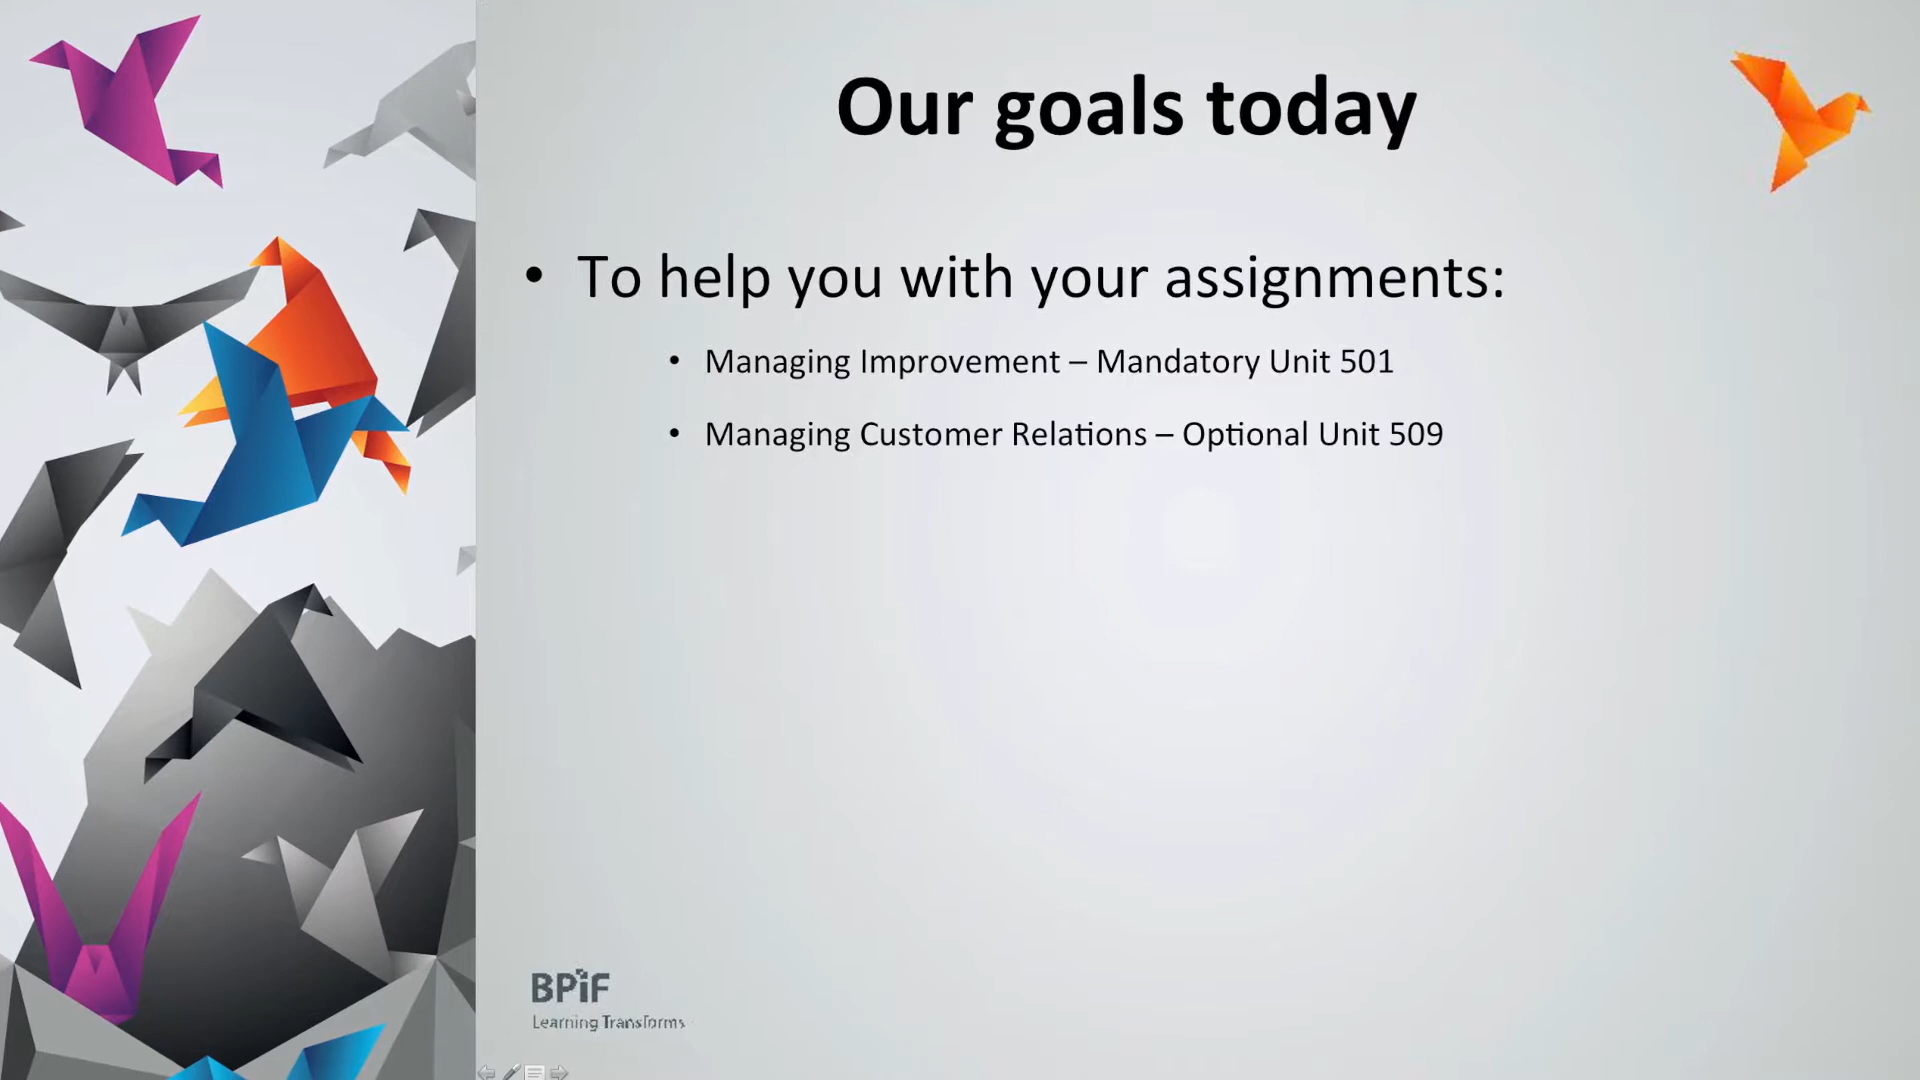 Our goals today
• To help you with your assignments:
• Managing Improvement – Mandatory Unit 501
• Managing Customer Relations – Optional Unit 509
BPiF
Learning Transforms